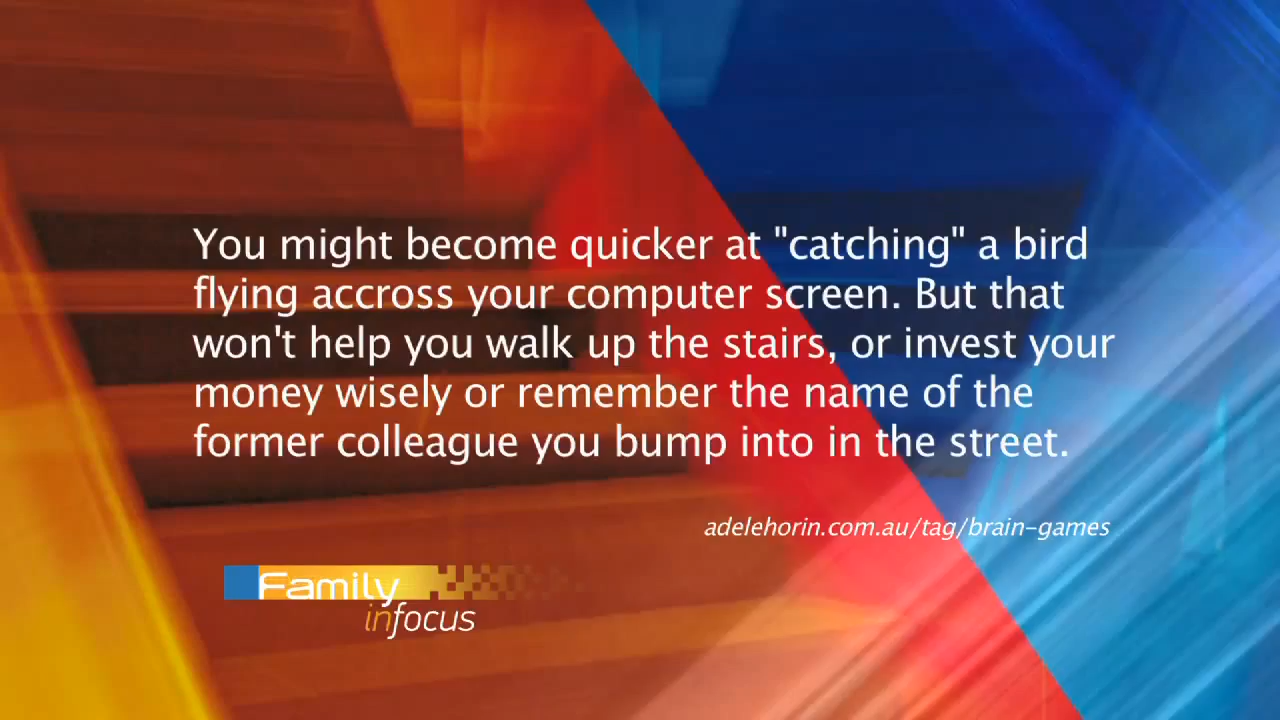 You might become quicker at "catching" a bird
flying accross your computer screen. But that
won't help you walk up the stairs, or invest your
money wisely or remember the name of the
former colleague you bump into in the street.
adelehorin.com.au/tag/brain-games
Family
infocus